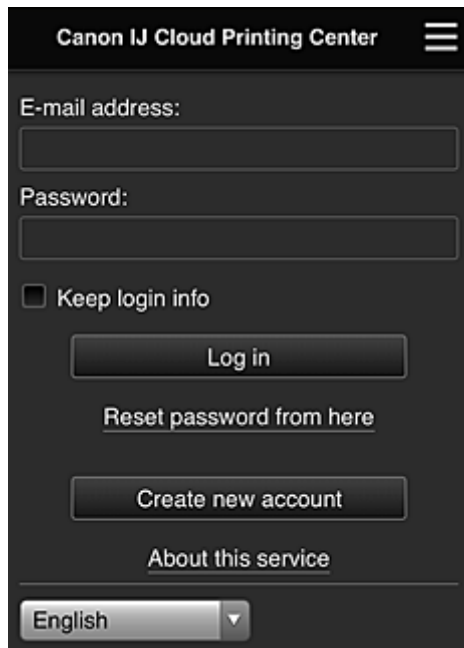 Canon IJ Cloud Printing Center
E-mail address:
Password:
Keep login info
Log in
Reset password from here
Create new account
About this service
English